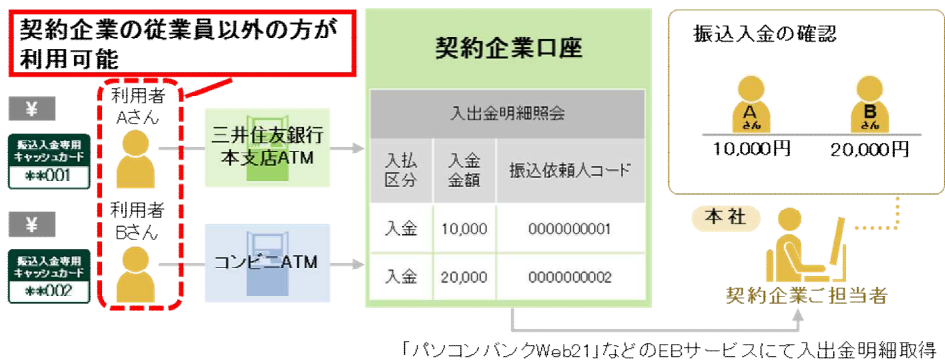 契約企業の従業員以外の方が
利用可能
¥
振込入金専用
キャッシュカード
**001
利用者
Aさん
三井住友銀行
本支店ATM
¥
振込入金専用
キャッシュカード
**002
利用者
Bさん
コンビニATM
契約企業口座
入出金明細照会
入払
区分
入金
金額
振込依頼人コード
入金 10,000 0000000001
入金 20,000 0000000002
振込入金の確認
A
さん
B
さん
10,000円 20,000円
本社
契約企業ご担当者
「パソコンバンクWeb21」などのEBサービスにて入出金明細取得